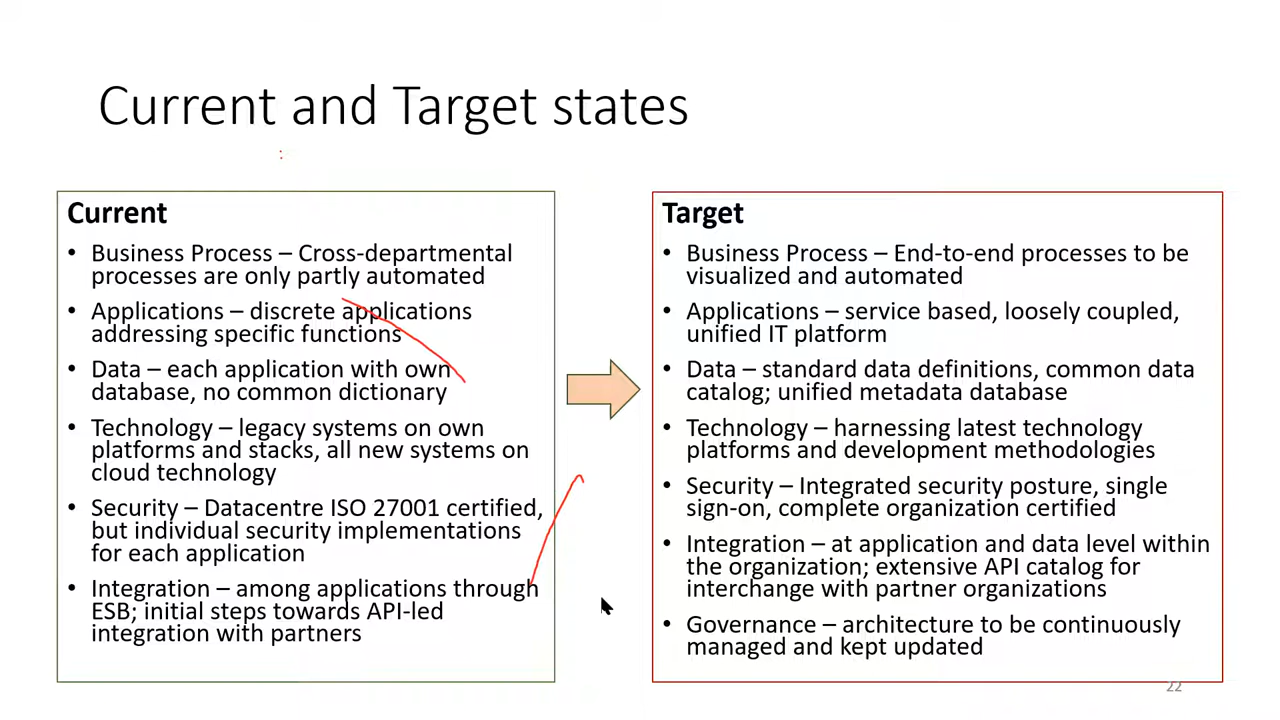 Current and Target states
Current
• Business Process – Cross-departmental
processes are only partly automated
• Applications – discrete applications
addressing specific functions
• Data – each application with own
database, no common dictionary
• Technology – legacy systems on own
platforms and stacks, all new systems on
cloud technology
• Security – Datacentre ISO 27001 certified,
but individual security implementations
for each application
• Integration – among applications through
ESB; initial steps towards API-led
integration with partners
Target
• Business Process – End-to-end processes to be
visualized and automated
• Applications – service based, loosely coupled,
unified IT platform
• Data – standard data definitions, common data
catalog; unified metadata database
• Technology – harnessing latest technology
platforms and development methodologies
• Security – Integrated security posture, single
sign-on, complete organization certified
• Integration – at application and data level within
the organization; extensive API catalog for
interchange with partner organizations
• Governance – architecture to be continuously
managed and kept updated
22